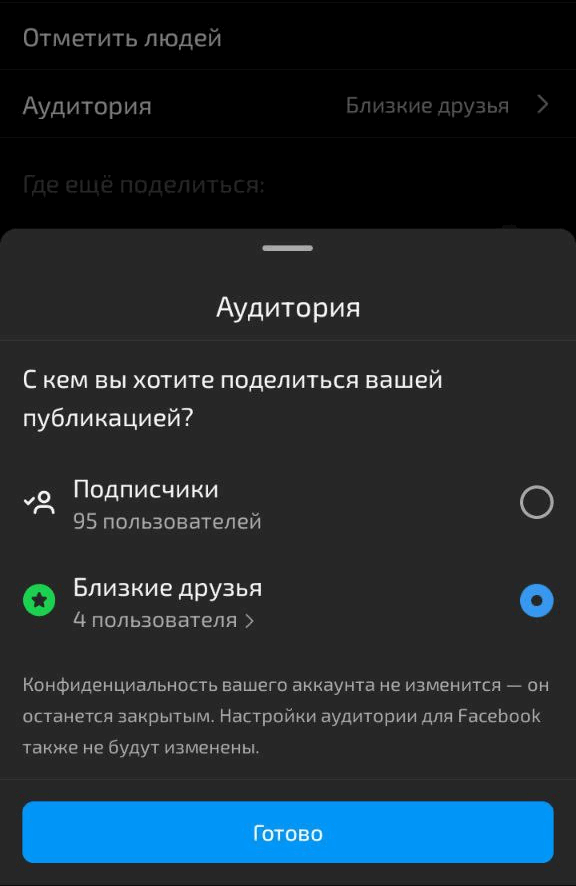 Отметить людей
Аудитория Близкие друзья
Где ещё поделиться:
Аудитория
С кем вы хотите поделиться вашей
публикацией?
Подписчики
95 пользователей
Близкие друзья
4 пользователя
Конфиденциальность вашего аккаунта не изменится — он
останется закрытым. Настройки аудитории для Facebook
также не будут изменены.
Готово